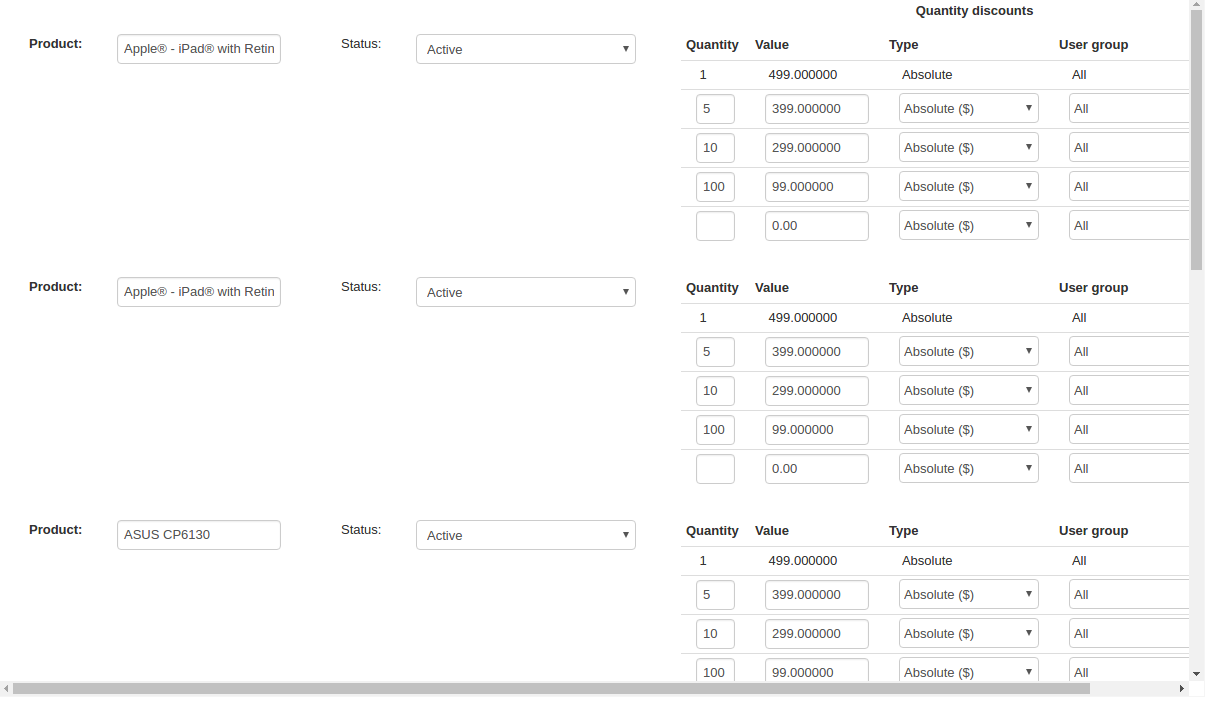 Quantity discounts
Product: Apple® - iPad® with Retin Status: Active Quantity Value Type User group
1 499.000000 Absolute All
5 399.000000 Absolute ($) All
10 299.000000 Absolute ($) All
100 99.000000 Absolute ($) All
0.00 Absolute ($) All
Product: Apple® - iPad® with Retin Status: Active Quantity Value Type User group
1 499.000000 Absolute All
5 399.000000 Absolute ($) All
10 299.000000 Absolute ($) All
100 99.000000 Absolute ($) All
0.00 Absolute ($) All
Product: ASUS CP6130 Status: Active Quantity Value Type User group
1 499.000000 Absolute All
5 399.000000 Absolute ($) All
10 299.000000 Absolute ($) All
100 99.000000 Absolute ($) All